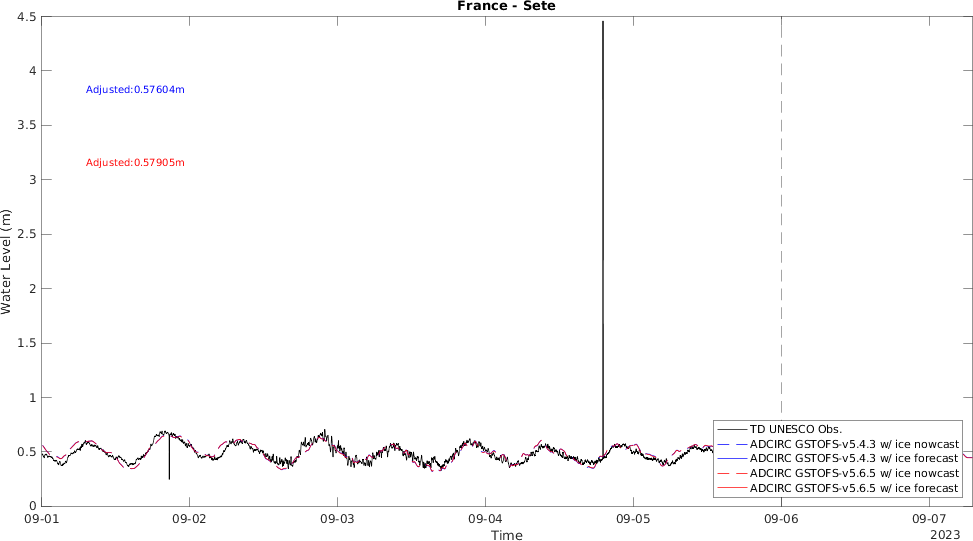 France - Sete
4.5
4
3.5
3
2.5
2
1.5
1
0.5
0
Water Level (m)
Adjusted:0.57604m
Adjusted:0.57905m
TD UNESCO Obs.
ADCIRC GSTOFS-v5.4.3 w/ ice nowcast
ADCIRC GSTOFS-v5.4.3 w/ ice forecast
ADCIRC GSTOFS-v5.6.5 w/ ice nowcast
ADCIRC GSTOFS-v5.6.5 w/ ice forecast
09-01 09-02 09-03 09-04 09-05 09-06 09-07
Time
2023